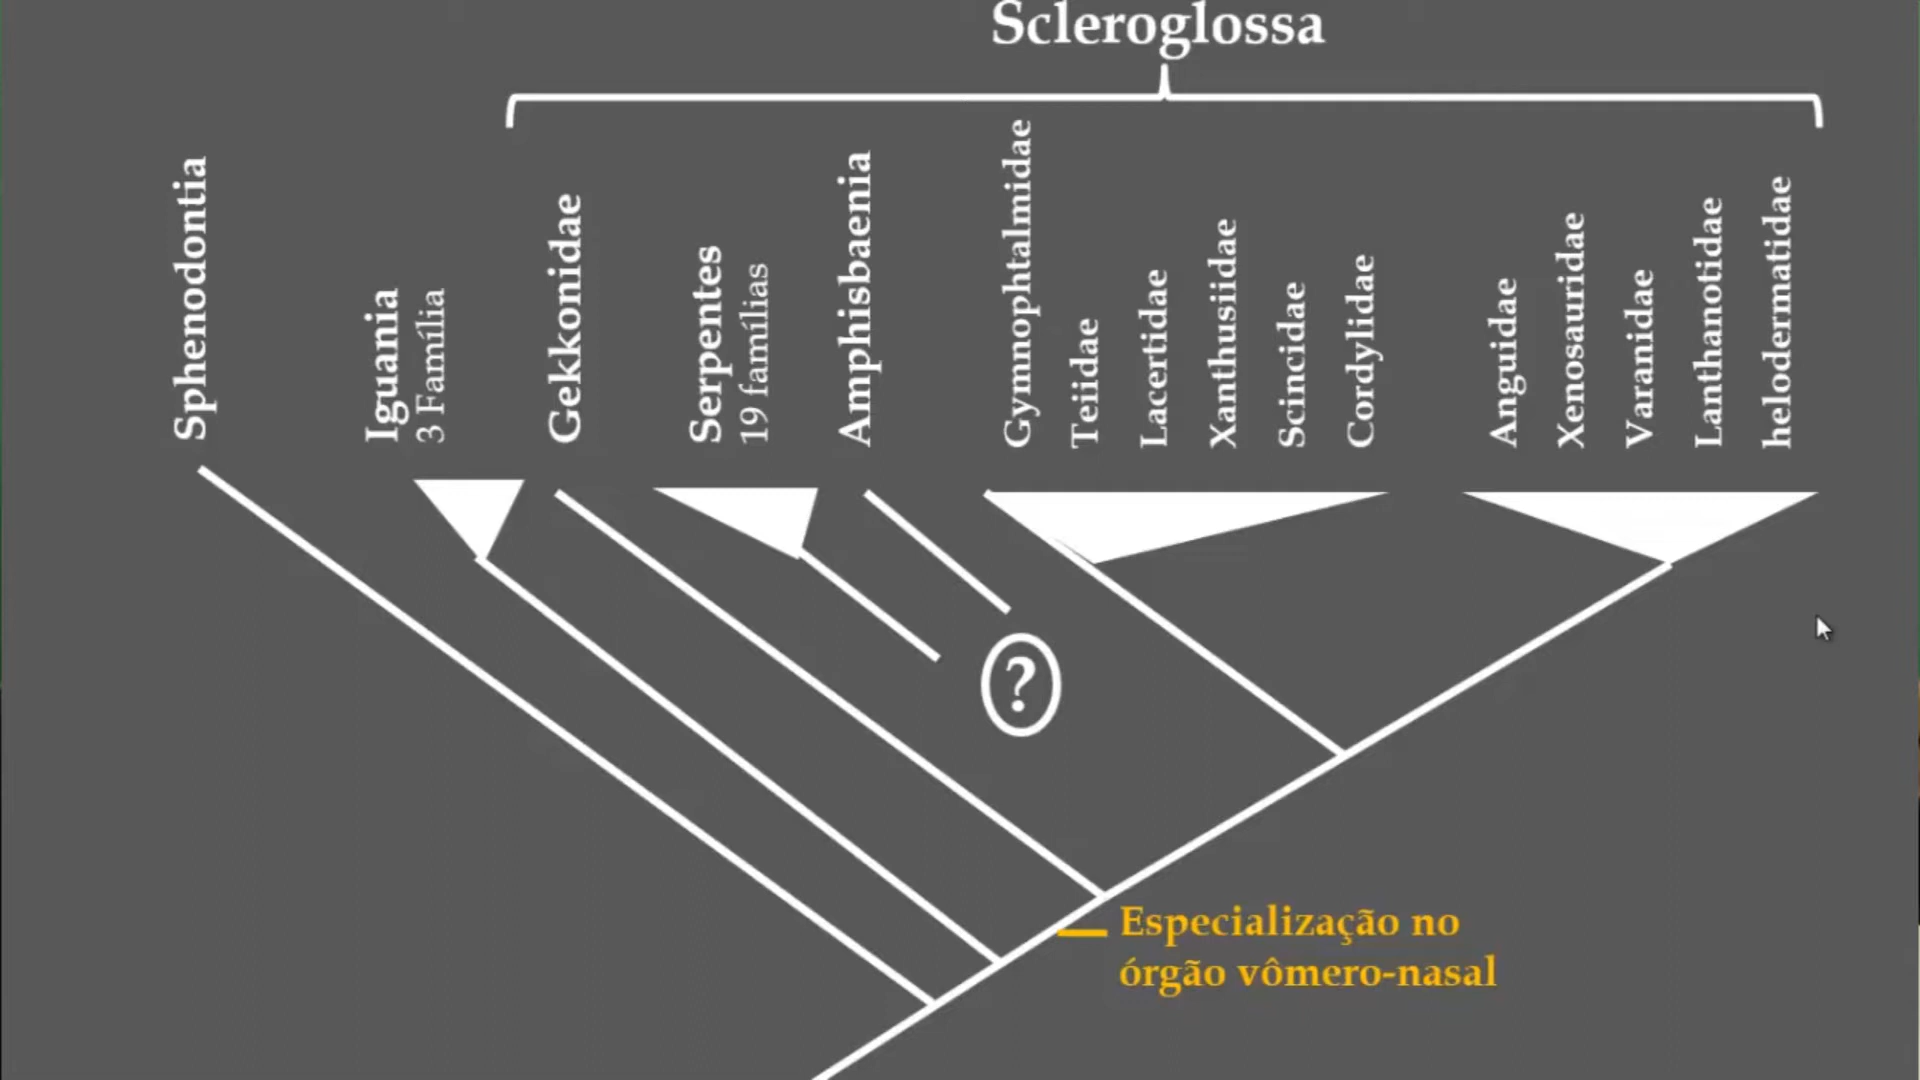 Scleroglossa
Sphenodontia
Iguania
3 Família
Gekkonidae
Serpentes
19 famílias
Amphisbaenia
Gymnophtalmidae
Teiidae
Lacertidae
Xanthusiidae
Scincidae
Cordylidae
Anguidae
Xenosauridae
Varanidae
Lanthanotidae
helodermatidae
?
Especialização no
órgão vômero-nasal